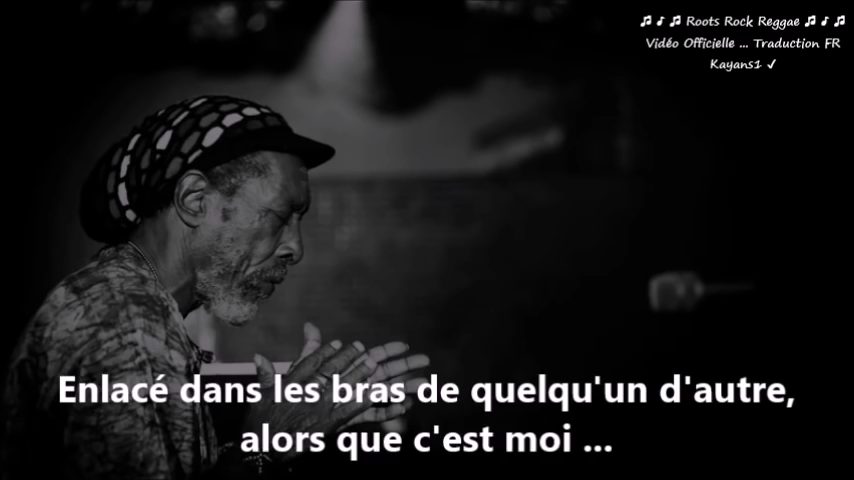 ♫ ♪ ♫ Roots Rock Reggae ♫ ♪ ♫
Vidéo Officielle ... Traduction FR
Kayans1 ✓
Enlacé dans les bras de quelqu'un d'autre,
alors que c'est moi ...